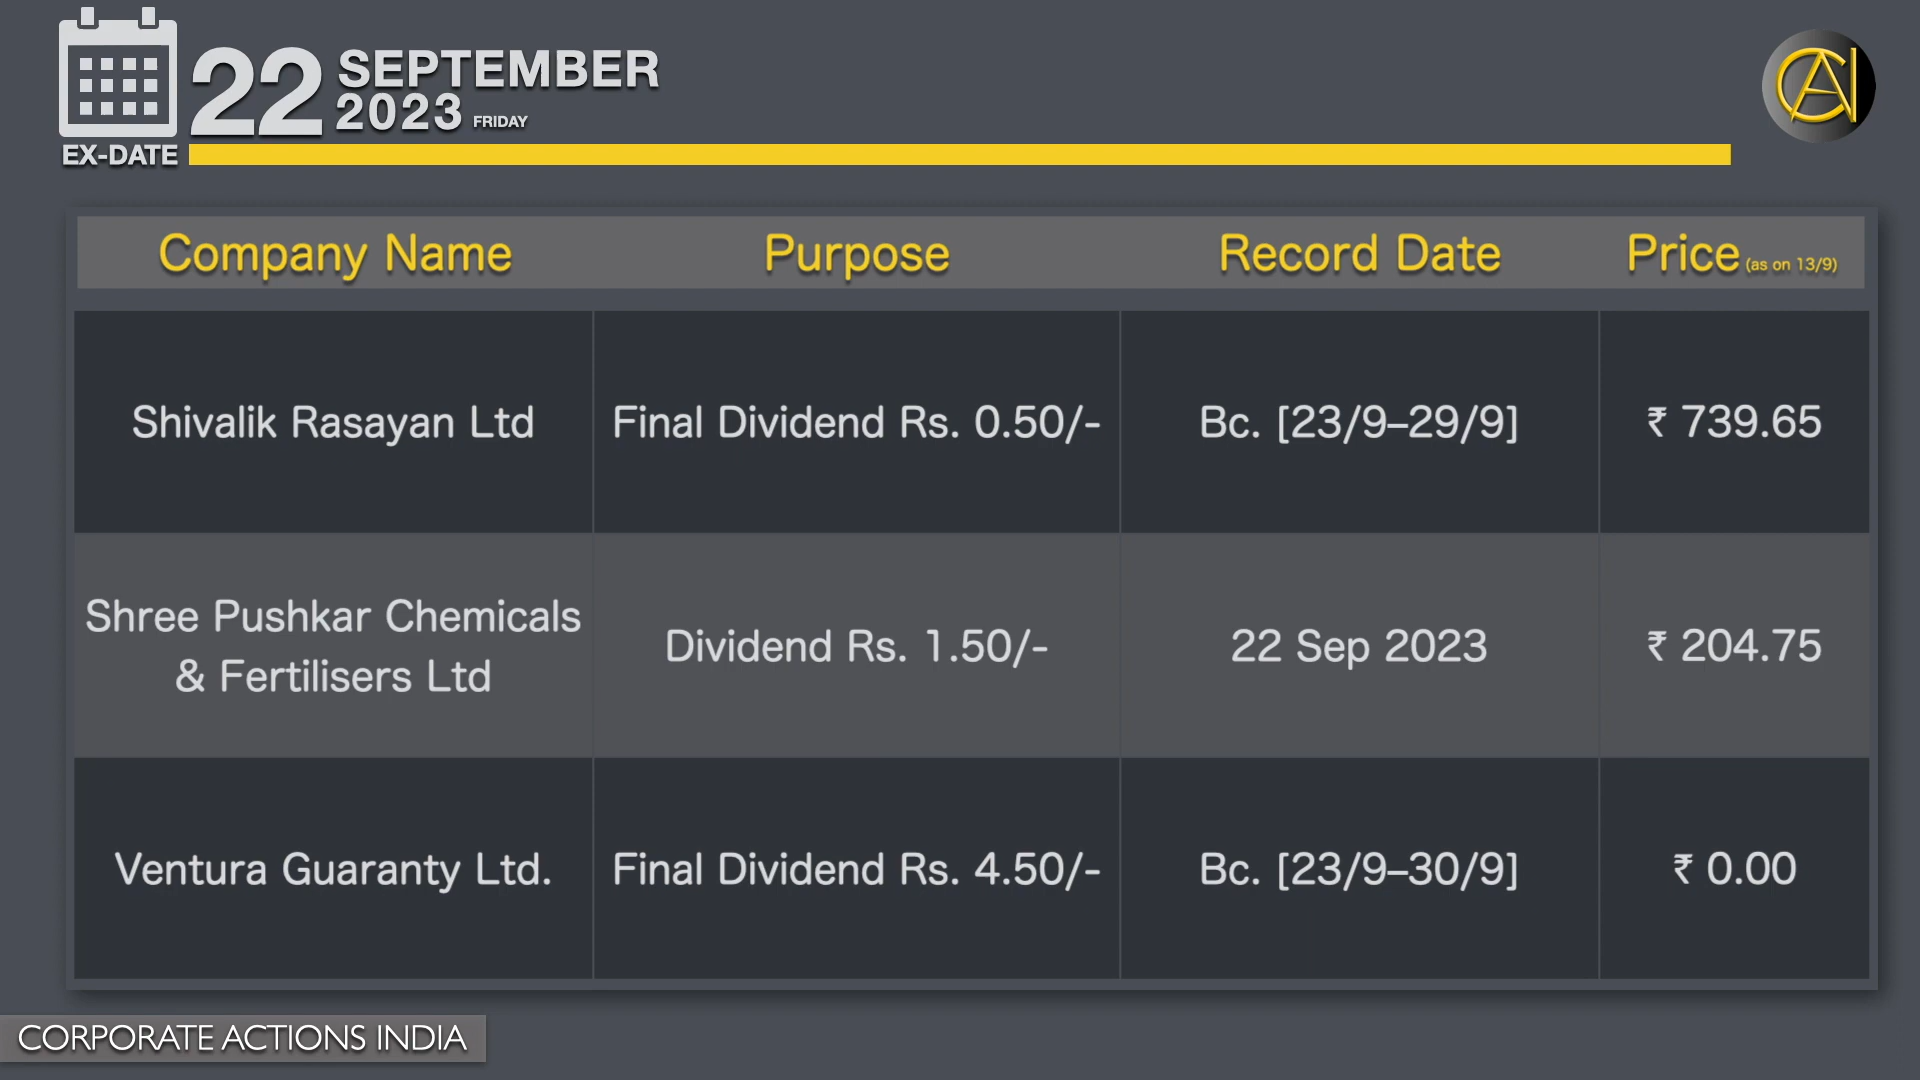 22 SEPTEMBER
2023 FRIDAY
EX-DATE
CAI
Company Name Purpose Record Date Price (as on 13/9)
Shivalik Rasayan Ltd Final Dividend Rs. 0.50/- Bc. [23/9–29/9] ₹ 739.65
Shree Pushkar Chemicals
& Fertilisers Ltd Dividend Rs. 1.50/- 22 Sep 2023 ₹ 204.75
Ventura Guaranty Ltd. Final Dividend Rs. 4.50/- Bc. [23/9–30/9] ₹ 0.00
CORPORATE ACTIONS INDIA